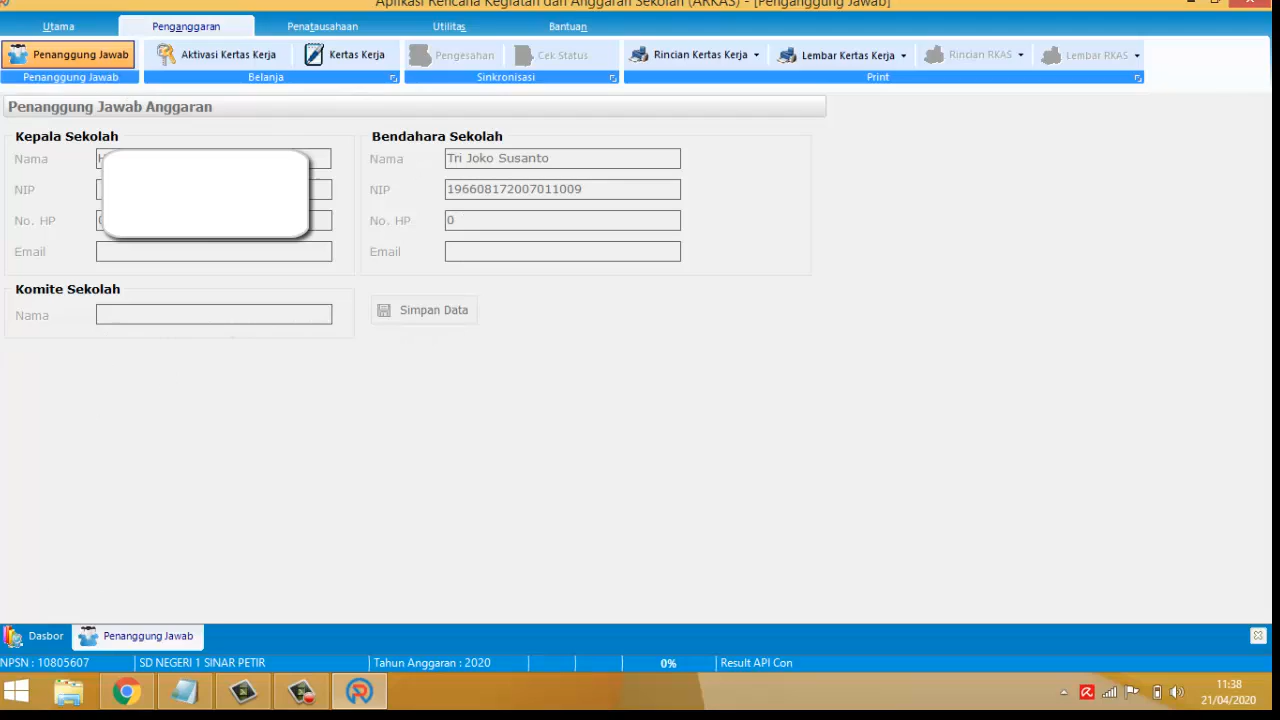 Aplikasi Rencana Kegiatan dan Anggaran Sekolah (ARKAS) - [Penganggung Jawab]
Utama Penganggaran Penatausahaan Utilitas Bantuan
Penanggung Jawab Aktivasi Kertas Kerja Kertas Kerja Pengesahan Cek Status Rincian Kertas Kerja Lembar Kertas Kerja Rincian RKAS Lembar RKAS
Penanggung Jawab Belanja Sinkronisasi Print
Penanggung Jawab Anggaran
Kepala Sekolah Bendahara Sekolah
Nama Nama Tri Joko Susanto
NIP NIP 196608172007011009
No. HP No. HP 0
Email Email
Komite Sekolah
Nama
Simpan Data
Dasbor Penanggung Jawab
NPSN : 10805607 SD NEGERI 1 SINAR PETIR Tahun Anggaran : 2020 0% Result API Con
11:38
21/04/2020